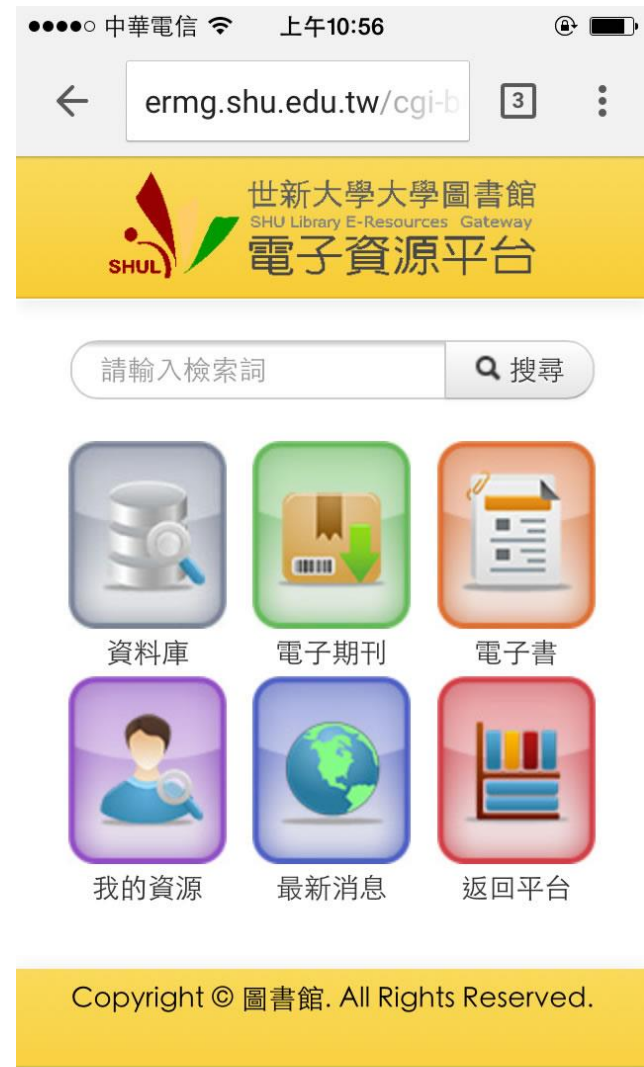 中華電信 上午10:56
ermg.shu.edu.tw/cgi-b 3
世新大學大學圖書館
SHU Library E-Resources Gateway
電子資源平台
SHUL
請輸入檢索詞 搜尋
資料庫 電子期刊 電子書
我的資源 最新消息 返回平台
Copyright © 圖書館. All Rights Reserved.